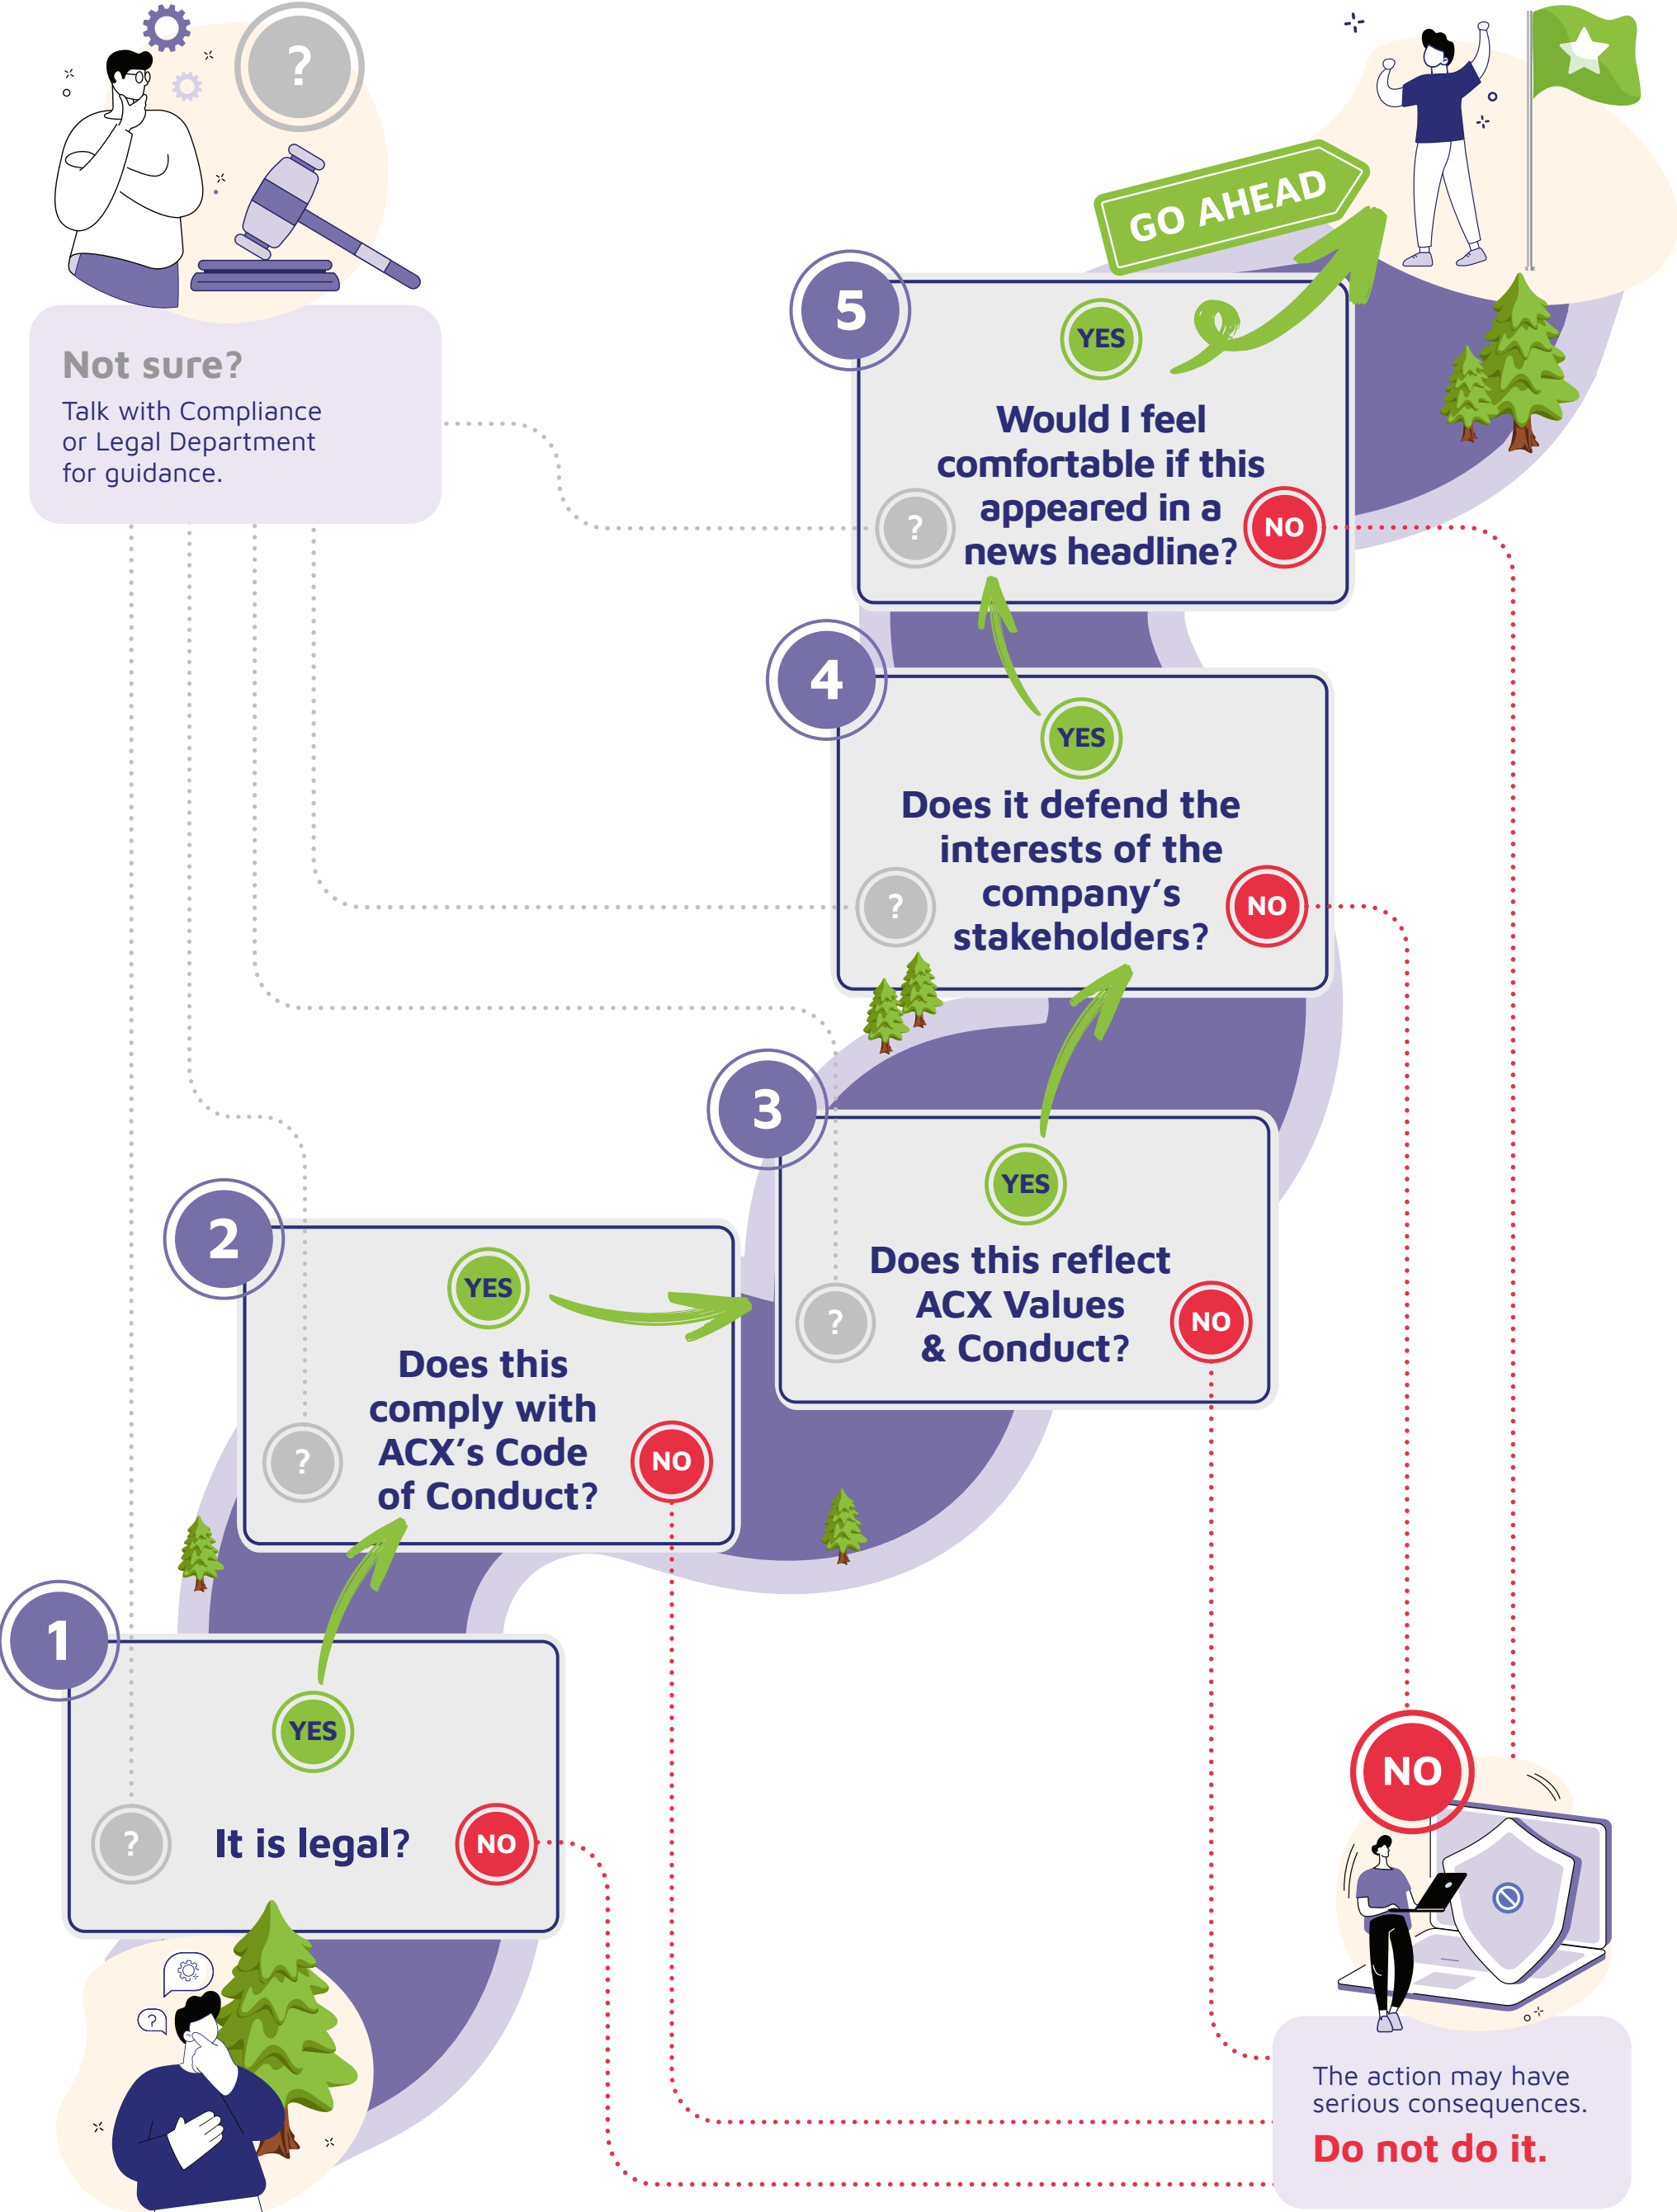 ?
GO AHEAD
Not sure?
Talk with Compliance
or Legal Department
for guidance.
5
YES
Would I feel
comfortable if this
appeared in a
news headline?
?
NO
4
YES
Does it defend the
interests of the
company's
stakeholders?
?
NO
3
YES
Does this reflect
ACX Values
& Conduct?
?
NO
2
YES
Does this
comply with
ACX's Code
of Conduct?
?
NO
1
YES
?
It is legal?
NO
?
NO
The action may have
serious consequences.
Do not do it.